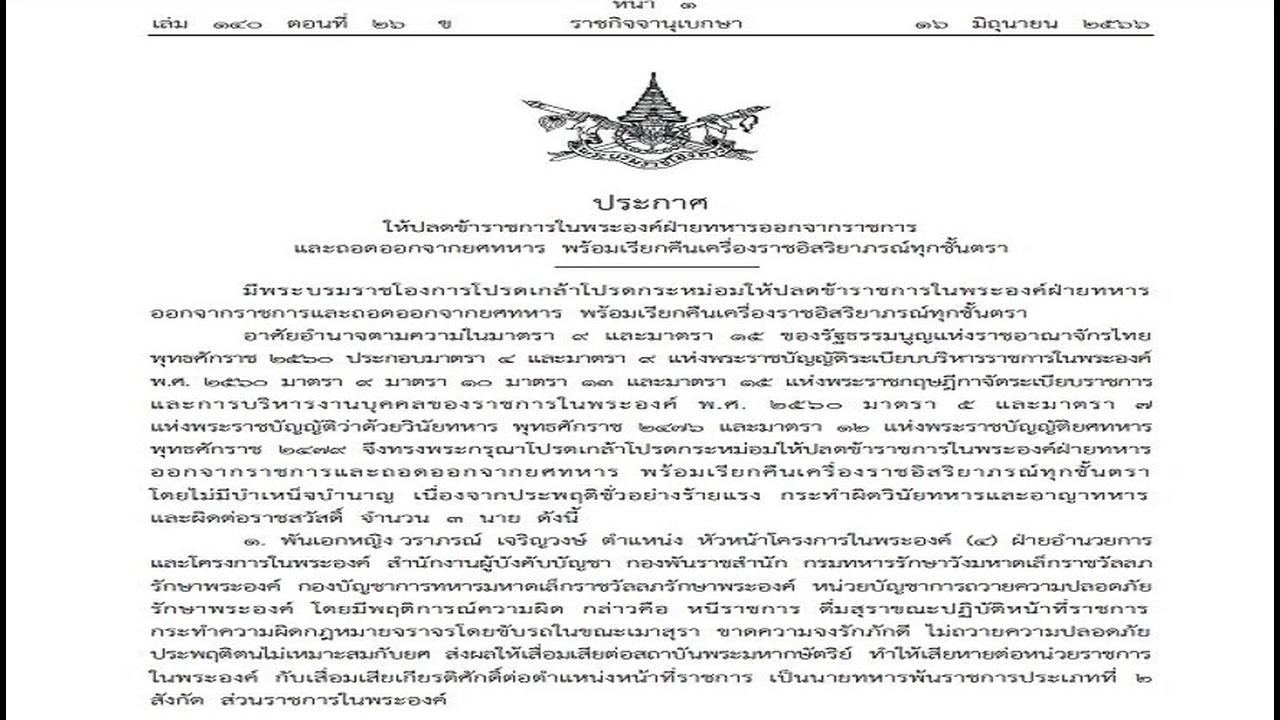 หน้า ๑
เล่ม ๑๔๐ ตอนที่ ๒๖ ข ราชกิจจานุเบกษา ๑๖ มิถุนายน ๒๕๖๖
พระบรมราชโองการ
ประกาศ
ให้ปลดข้าราชการในพระองค์ฝ่ายทหารออกจากราชการ
และถอดออกจากยศทหาร พร้อมเรียกคืนเครื่องราชอิสริยาภรณ์ทุกชั้นตรา
มีพระบรมราชโองการโปรดเกล้าโปรดกระหม่อมให้ปลดข้าราชการในพระองค์ฝ่ายทหาร
ออกจากราชการและถอดออกจากยศทหาร พร้อมเรียกคืนเครื่องราชอิสริยาภรณ์ทุกชั้นตรา
อาศัยอำนาจตามความในมาตรา ๙ และมาตรา ๑๕ ของรัฐธรรมนูญแห่งราชอาณาจักรไทย
พุทธศักราช ๒๕๖๐ ประกอบมาตรา ๔ และมาตรา ๙ แห่งพระราชบัญญัติระเบียบบริหารราชการในพระองค์
พ.ศ. ๒๕๖๐ มาตรา ๙ มาตรา ๑๐ มาตรา ๑๓ และมาตรา ๑๕ แห่งพระราชกฤษฎีกาจัดระเบียบราชการ
และการบริหารงานบุคคลของราชการในพระองค์ พ.ศ. ๒๕๖๐ มาตรา ๕ และมาตรา ๗
แห่งพระราชบัญญัติว่าด้วยวินัยทหาร พุทธศักราช ๒๔๗๖ และมาตรา ๑๒ แห่งพระราชบัญญัติยศทหาร
พุทธศักราช ๒๔๗๙ จึงทรงพระกรุณาโปรดเกล้าโปรดกระหม่อมให้ปลดข้าราชการในพระองค์ฝ่ายทหาร
ออกจากราชการและถอดออกจากยศทหาร พร้อมเรียกคืนเครื่องราชอิสริยาภรณ์ทุกชั้นตรา
โดยไม่มีบำเหน็จบำนาญ เนื่องจากประพฤติชั่วอย่างร้ายแรง กระทำผิดวินัยทหารและอาญาทหาร
และผิดต่อราชสวัสดิ์ จำนวน ๓ นาย ดังนี้
๑. พันเอกหญิง วราภรณ์ เจริญวงษ์ ตำแหน่ง หัวหน้าโครงการในพระองค์ (๔) ฝ่ายอำนวยการ
และโครงการในพระองค์ สำนักงานผู้บังคับบัญชา กองพันราชสำนัก กรมทหารรักษาวังมหาดเล็กราชวัลลภ
รักษาพระองค์ กองบัญชาการทหารมหาดเล็กราชวัลลภรักษาพระองค์ หน่วยบัญชาการถวายความปลอดภัย
รักษาพระองค์ โดยมีพฤติการณ์ความผิด กล่าวคือ หนีราชการ ดื่มสุราขณะปฏิบัติหน้าที่ราชการ
กระทำความผิดกฎหมายจราจรโดยขับรถในขณะเมาสุรา ขาดความจงรักภักดี ไม่ถวายความปลอดภัย
ประพฤติตนไม่เหมาะสมกับยศ ส่งผลให้เสื่อมเสียต่อสถาบันพระมหากษัตริย์ ทำให้เสียหายต่อหน่วยราชการ
ในพระองค์ กับเสื่อมเสียเกียรติศักดิ์ต่อตำแหน่งหน้าที่ราชการ เป็นนายทหารพันราชการประเภทที่ ๒
สังกัด ส่วนราชการในพระองค์